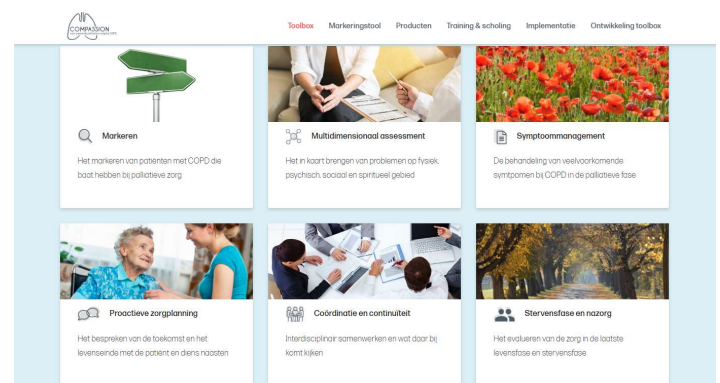 COMPASSION
Toolbox Markeringstool Producten Training & scholing Implementatie Ontwikkeling toolbox
Markeren
Het markeren van patiënten met COPD die
baat hebben bij palliatieve zorg
Multidimensionaal assessment
Het in kaart brengen van problemen op fysiek,
psychisch, sociaal en spiritueel gebied
Symptoommanagement
De behandeling van veelvoorkomende
symtpomen bij COPD in de palliatieve fase
Proactieve zorgplanning
Het bespreken van de toekomst en het
levenseinde met de patiënt en diens naasten
Coördinatie en continuïteit
Interdisciplinair samenwerken en wat daar bij
komt kijken
Stervensfase en nazorg
Het evalueren van de zorg in de laatste
levensfase en stervensfase